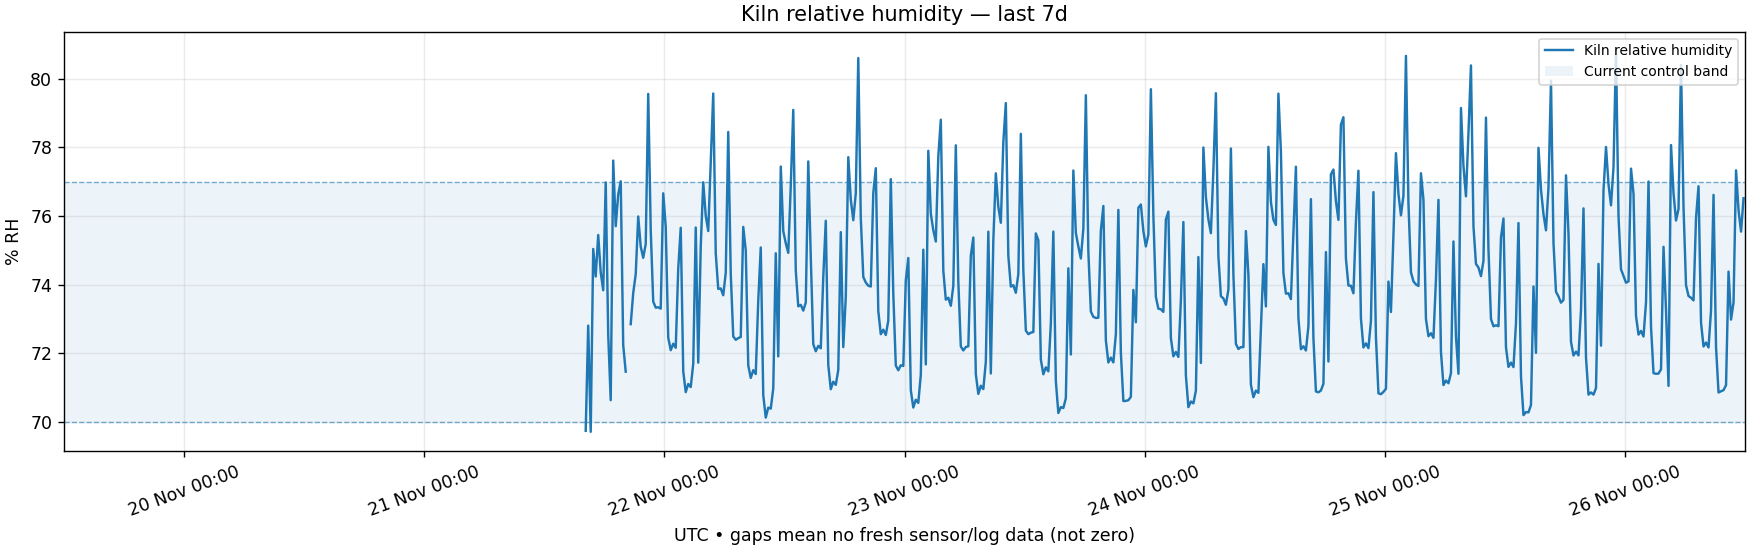 Kiln relative humidity — last 7d
Kiln relative humidity
Current control band
% RH
80
78
76
74
72
70
20 Nov 00:00
21 Nov 00:00
22 Nov 00:00
23 Nov 00:00
24 Nov 00:00
25 Nov 00:00
26 Nov 00:00
UTC • gaps mean no fresh sensor/log data (not zero)